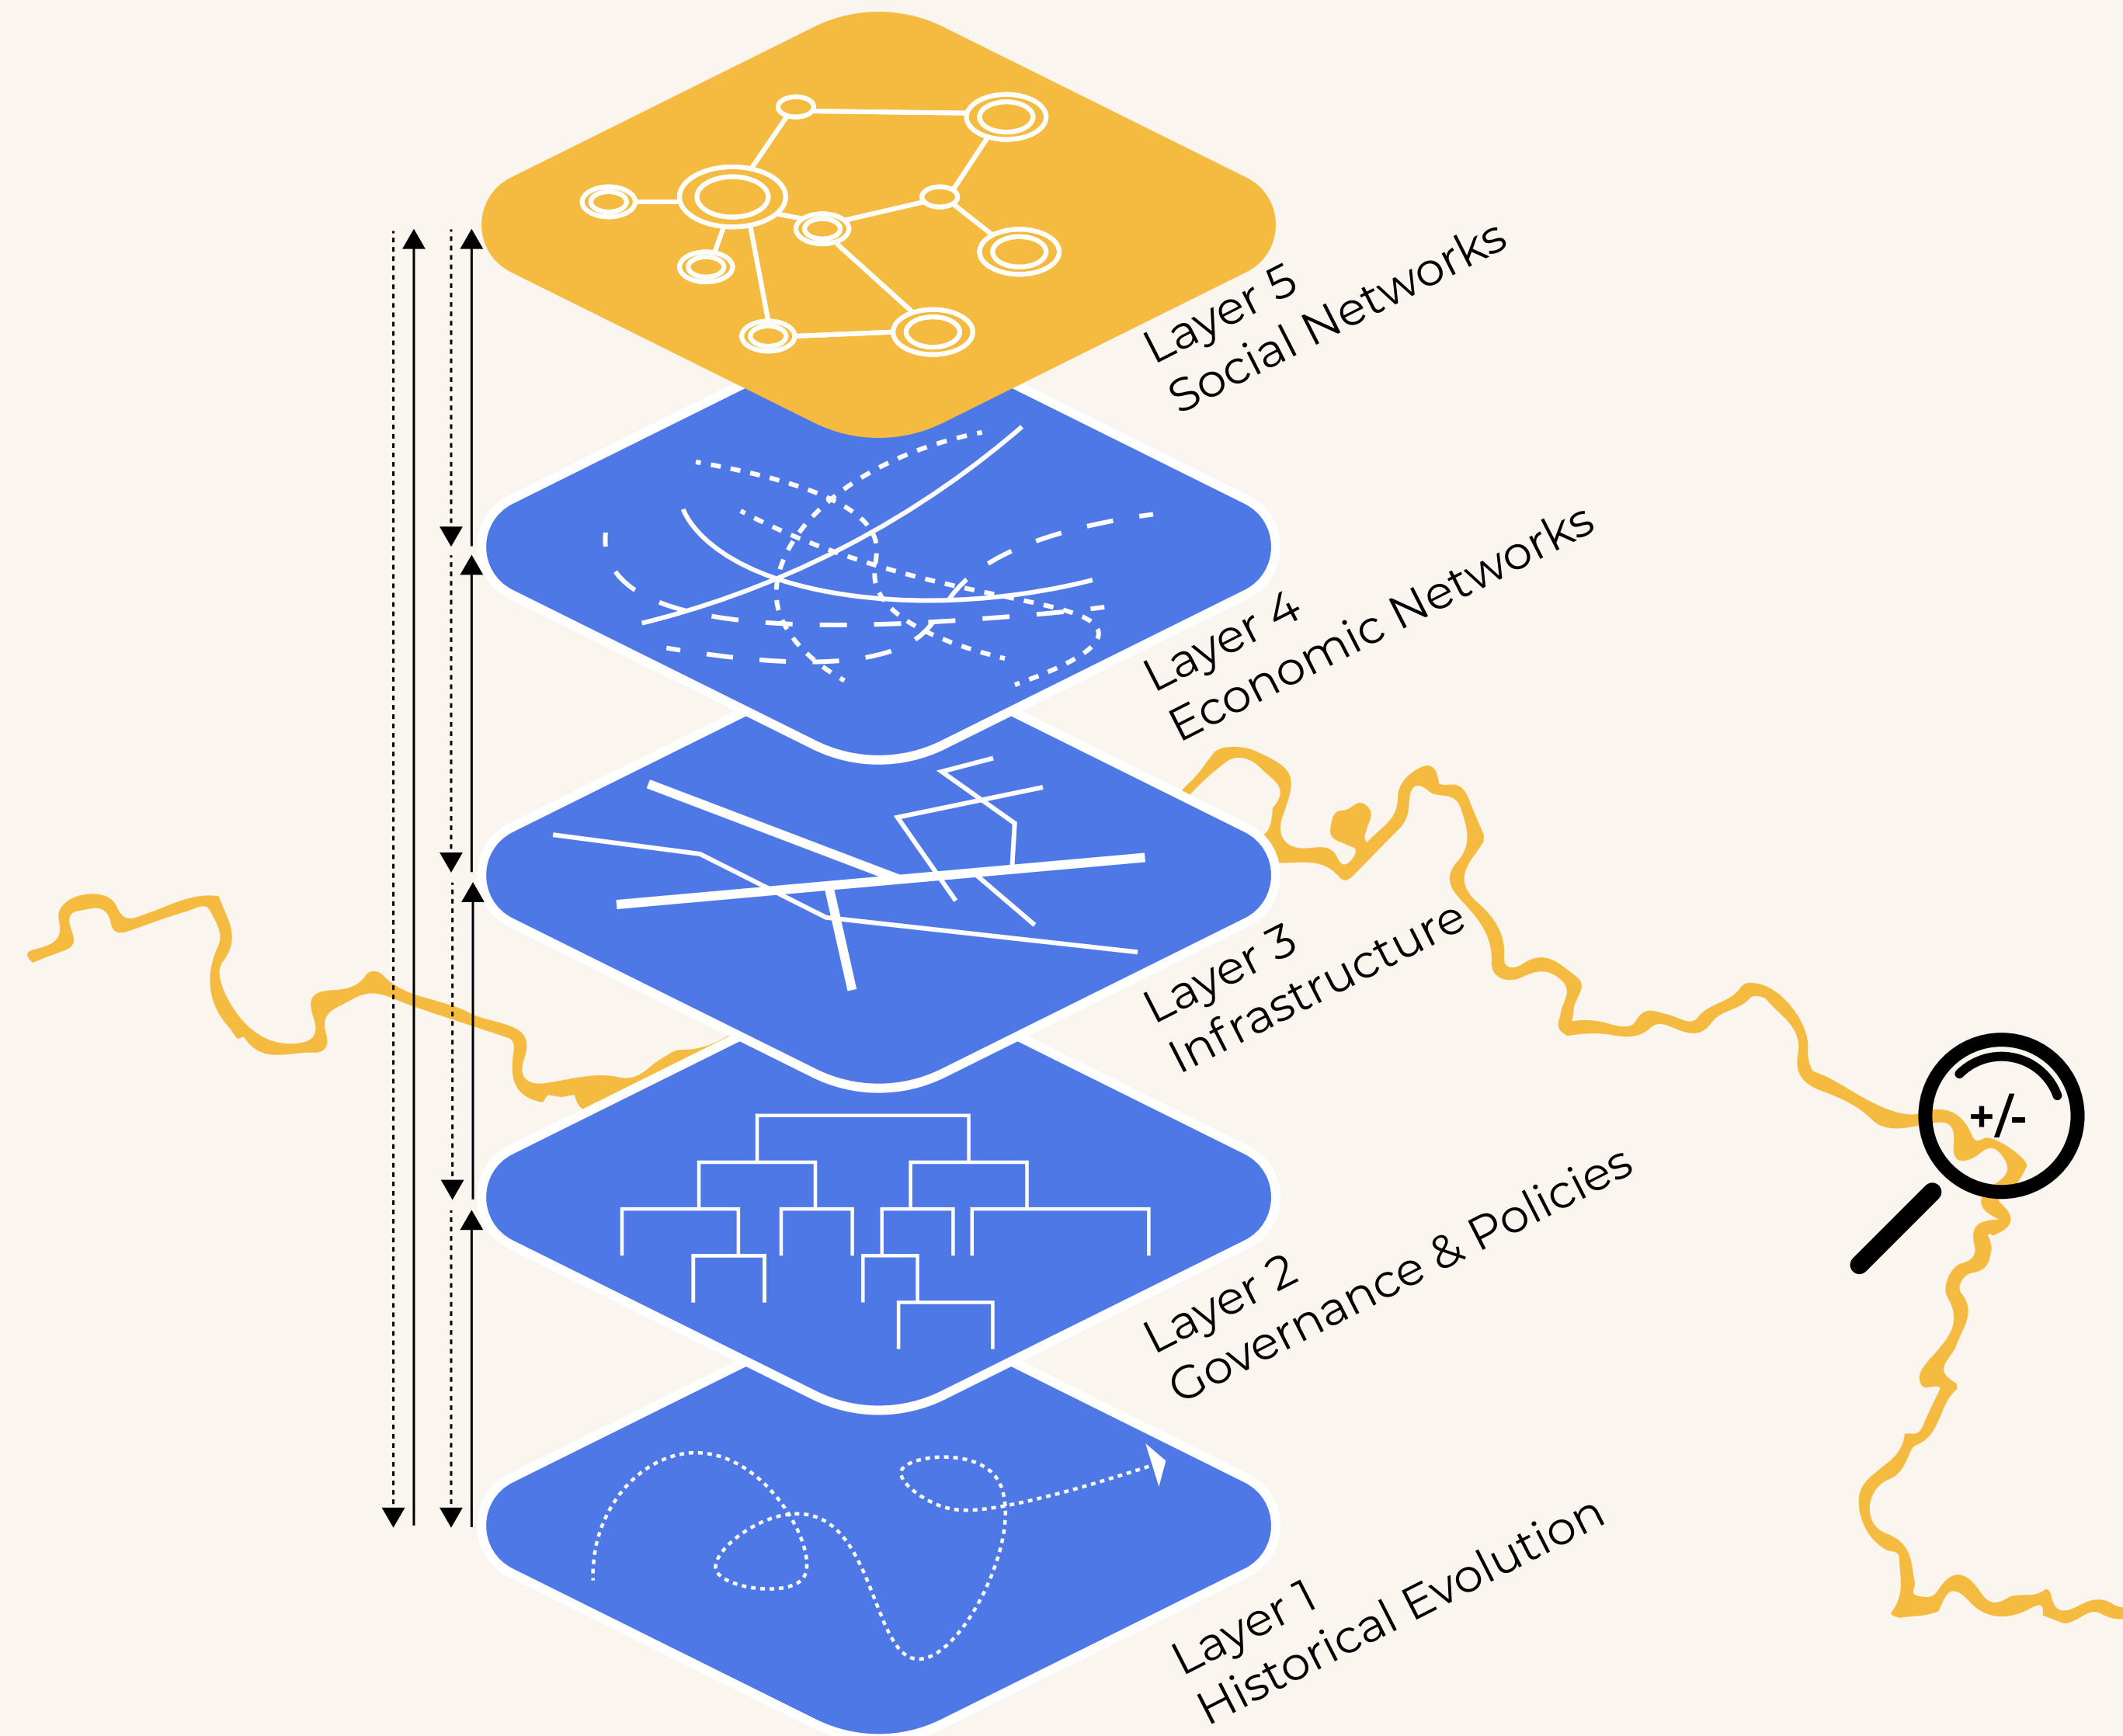 Layer 5
Social Networks
Layer 4
Economic Networks
Layer 3
Infrastructure
+/-
Layer 2
Governance & Policies
Layer 1
Historical Evolution